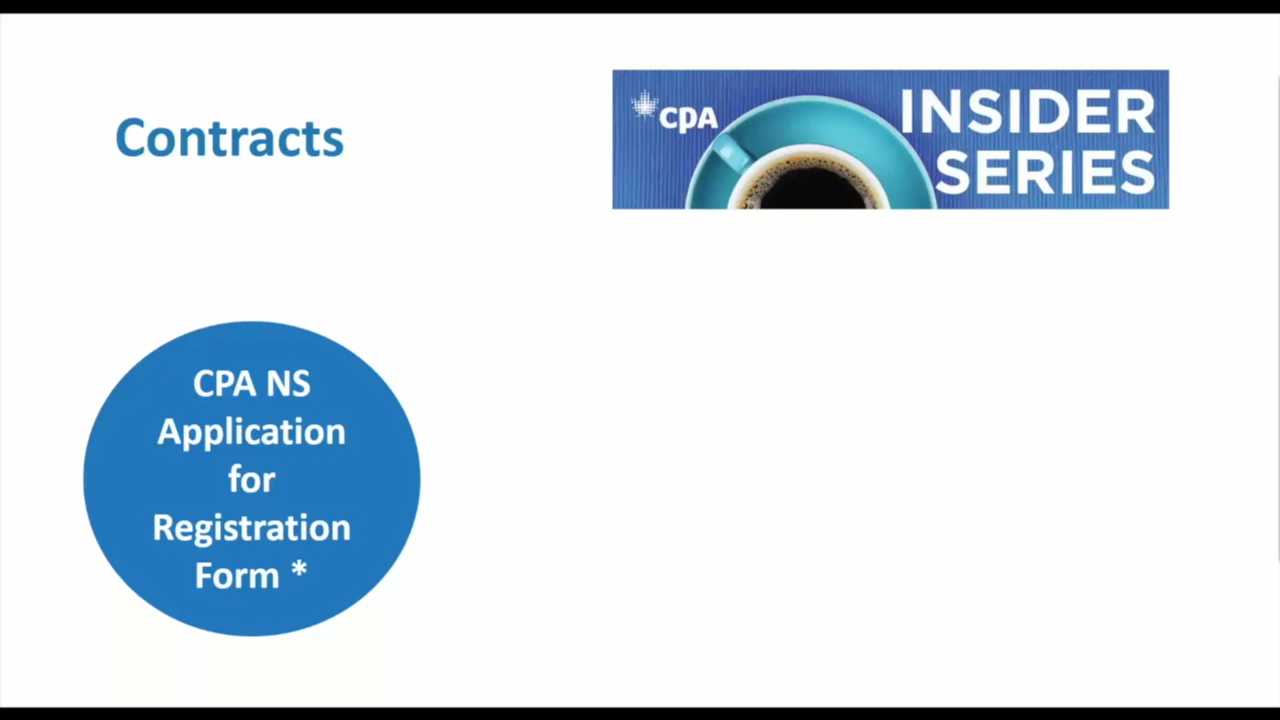 Contracts
CPA
INSIDER
SERIES
CPA NS
Application
for
Registration
Form *